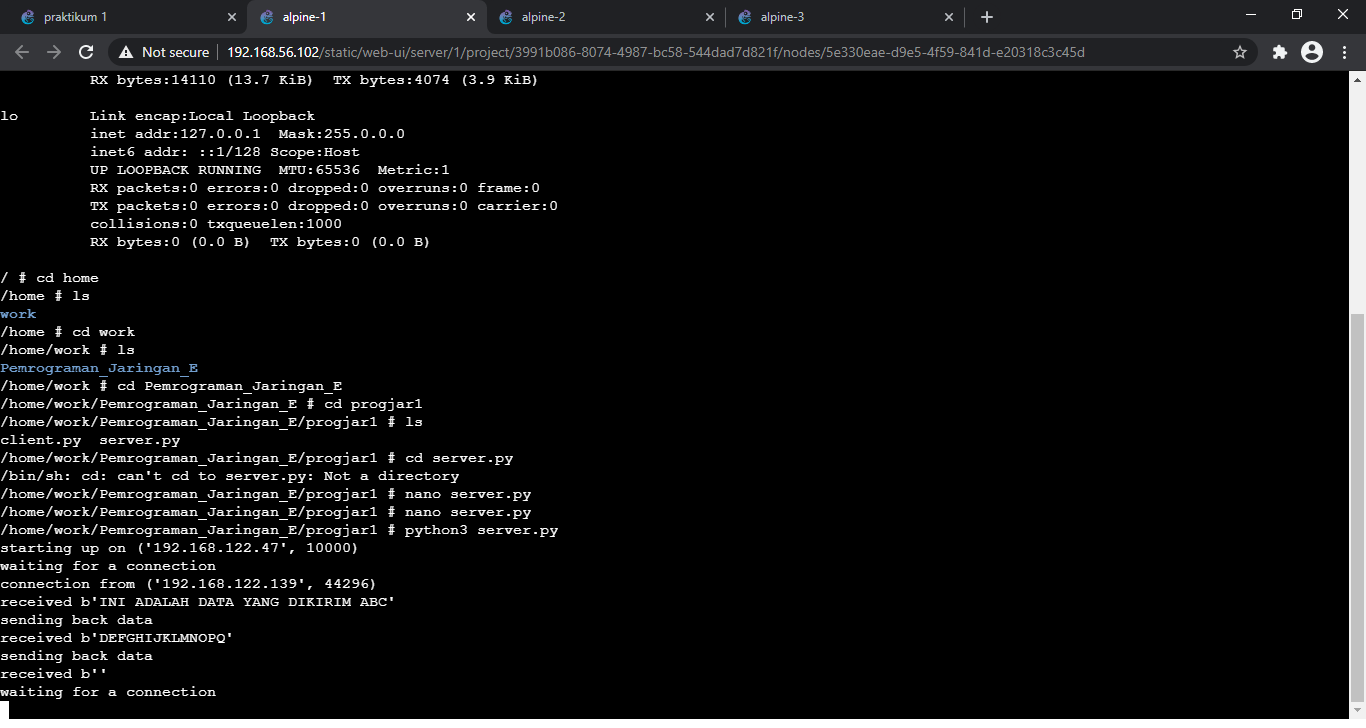 praktikum 1
alpine-1
alpine-2
alpine-3
Not secure
192.168.56.102/static/web-ui/server/1/project/3991b086-8074-4987-bc58-544dad7d821f/nodes/5e330eae-d9e5-4f59-841d-e20318c3c45d
RX bytes:14110 (13.7 KiB)  TX bytes:4074 (3.9 KiB)
lo        Link encap:Local Loopback
inet addr:127.0.0.1  Mask:255.0.0.0
inet6 addr: ::1/128 Scope:Host
UP LOOPBACK RUNNING  MTU:65536  Metric:1
RX packets:0 errors:0 dropped:0 overruns:0 frame:0
TX packets:0 errors:0 dropped:0 overruns:0 carrier:0
collisions:0 txqueuelen:1000
RX bytes:0 (0.0 B)  TX bytes:0 (0.0 B)
/ # cd home
/home # ls
work
/home # cd work
/home/work # ls
Pemrograman_Jaringan_E
/home/work # cd Pemrograman_Jaringan_E
/home/work/Pemrograman_Jaringan_E # cd progjar1
/home/work/Pemrograman_Jaringan_E/progjar1 # ls
client.py  server.py
/home/work/Pemrograman_Jaringan_E/progjar1 # cd server.py
/bin/sh: cd: can't cd to server.py: Not a directory
/home/work/Pemrograman_Jaringan_E/progjar1 # nano server.py
/home/work/Pemrograman_Jaringan_E/progjar1 # nano server.py
/home/work/Pemrograman_Jaringan_E/progjar1 # python3 server.py
starting up on ('192.168.122.47', 10000)
waiting for a connection
connection from ('192.168.122.139', 44296)
received b'INI ADALAH DATA YANG DIKIRIM ABC'
sending back data
received b'DEFGHIJKLMNOPQ'
sending back data
received b''
waiting for a connection